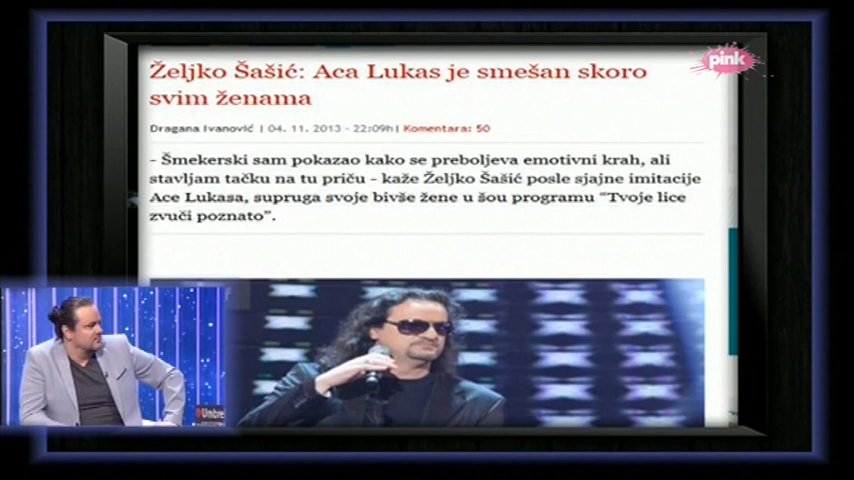 Željko Šašić: Aca Lukas je smešan skoro
svim ženama
pink
Dragana Ivanović | 04. 11. 2013 - 22:09h| Komentara: 50
- Šmekerski sam pokazao kako se preboljeva emotivni krah, ali
stavljam tačku na tu priču - kaže Željko Šašić posle sjajne imitacije
Ace Lukasa, supruga svoje bivše žene u šou programu “Tvoje lice
zvuči poznato”.
Umbre